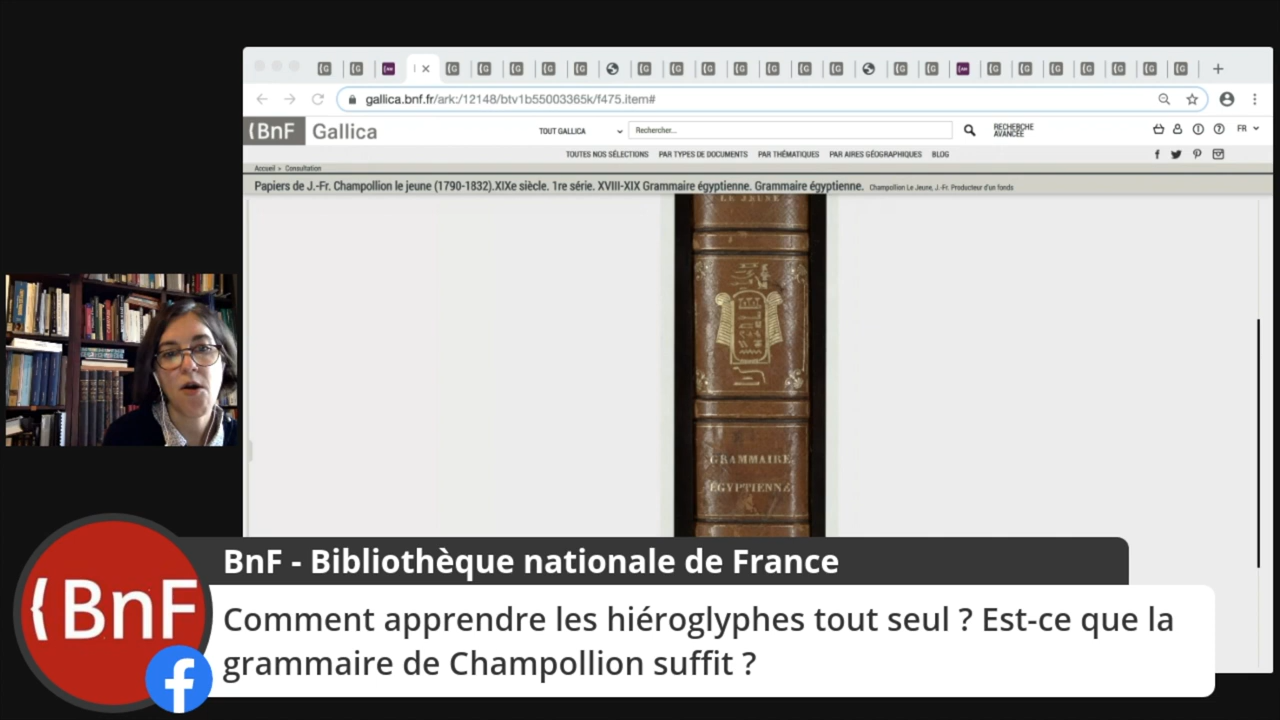 gallica.bnf.fr/ark:/12148/btv1b55003365k/f475.item#
{BnF Gallica
TOUT GALLICA
Rechercher...
RECHERCHE
AVANCÉE
FR
TOUTES NOS SÉLECTIONS PAR TYPES DE DOCUMENTS PAR THÉMATIQUES PAR AIRES GÉOGRAPHIQUES BLOG
Accueil > Consultation
Papiers de J.-Fr. Champollion le jeune (1790-1832).XIXe siècle. 1re série. XVIII-XIX Grammaire égyptienne. Grammaire égyptienne. Champollion Le Jeune, J.-Fr. Producteur d'un fonds
LE JEUNE
GRAMMAIRE
ÉGYPTIENNE
{BnF
BnF - Bibliothèque nationale de France
Comment apprendre les hiéroglyphes tout seul ? Est-ce que la
grammaire de Champollion suffit ?